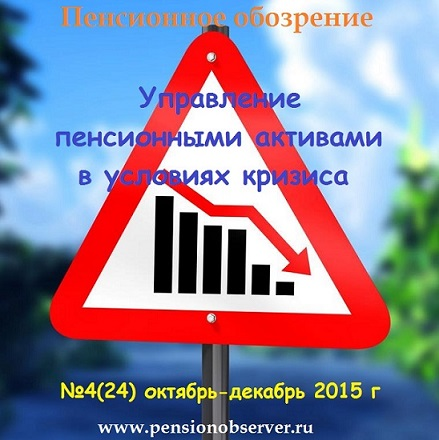 Пенсионное обозрение
Управление
пенсионными активами
в условиях кризиса
№4(24) октябрь-декабрь 2015 г
www.pensionobserver.ru